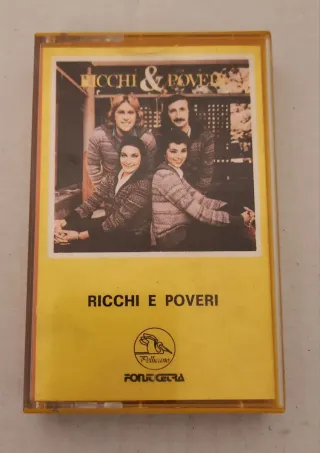 RICCHI & POVERI
RICCHI E POVERI
Pellicano
FONIT CETRA